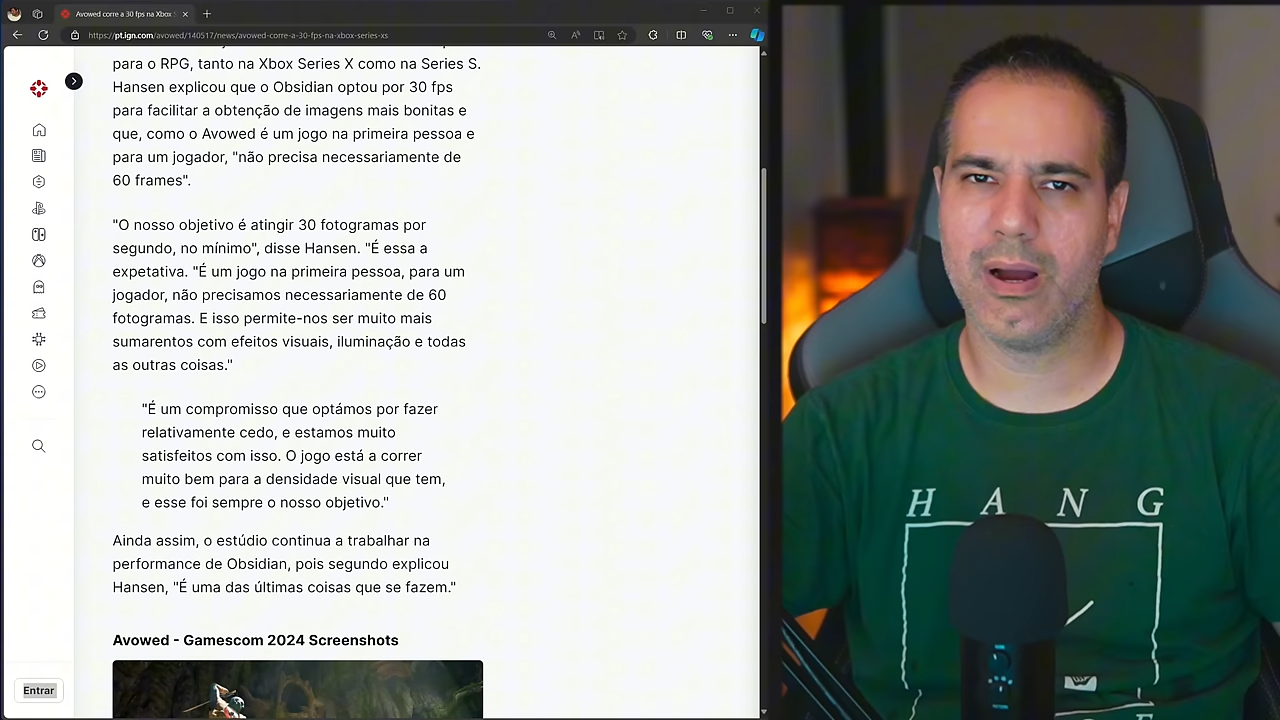 Avowed corre a 30 fps na Xbox S
https://pt.ign.com/avowed/140517/news/avowed-corre-a-30-fps-na-xbox-series-xs
para o RPG, tanto na Xbox Series X como na Series S.
Hansen explicou que o Obsidian optou por 30 fps
para facilitar a obtenção de imagens mais bonitas e
que, como o Avowed é um jogo na primeira pessoa e
para um jogador, "não precisa necessariamente de
60 frames".
"O nosso objetivo é atingir 30 fotogramas por
segundo, no mínimo", disse Hansen. "É essa a
expetativa. "É um jogo na primeira pessoa, para um
jogador, não precisamos necessariamente de 60
fotogramas. E isso permite-nos ser muito mais
sumarentos com efeitos visuais, iluminação e todas
as outras coisas."
"É um compromisso que optámos por fazer
relativamente cedo, e estamos muito
satisfeitos com isso. O jogo está a correr
muito bem para a densidade visual que tem,
e esse foi sempre o nosso objetivo."
Ainda assim, o estúdio continua a trabalhar na
performance de Obsidian, pois segundo explicou
Hansen, "É uma das últimas coisas que se fazem."
Avowed - Gamescom 2024 Screenshots
Entrar
H A N G